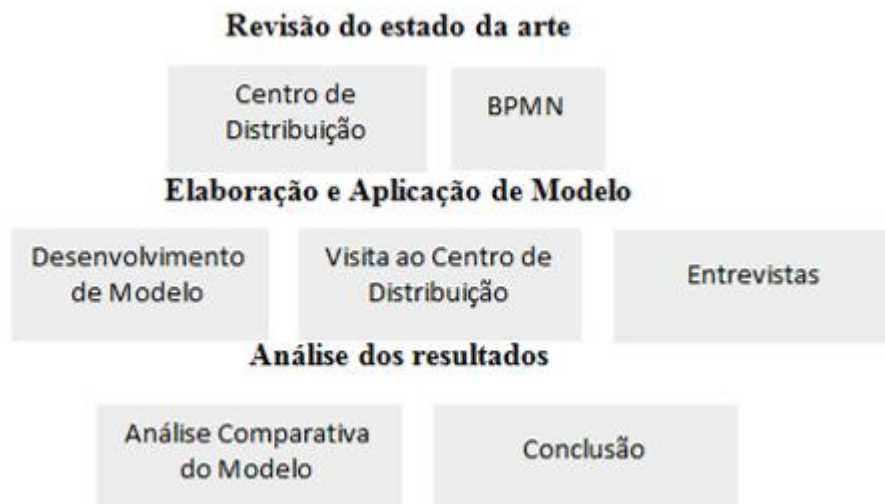 Revisão do estado da arte
Centro de
Distribuição
BPMN
Elaboração e Aplicação de Modelo
Desenvolvimento
de Modelo
Visita ao Centro de
Distribuição
Entrevistas
Análise dos resultados
Análise Comparativa
do Modelo
Conclusão